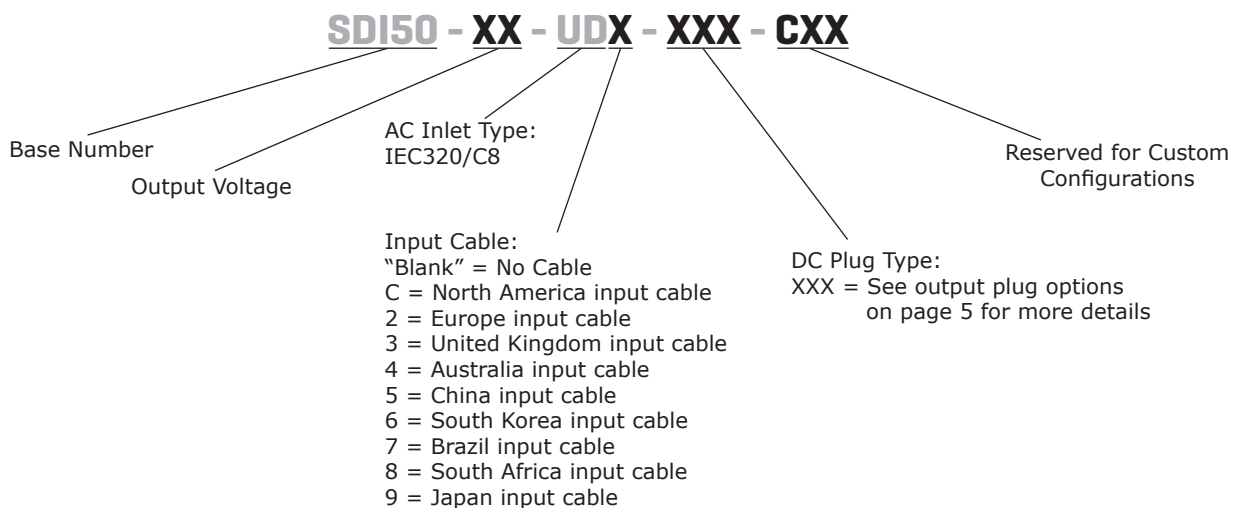 SDI50 - XX - UDX - XXX - CXX
Base Number
Output Voltage
AC Inlet Type:
IEC320/C8
Input Cable:
“Blank” = No Cable
C = North America input cable
2 = Europe input cable
3 = United Kingdom input cable
4 = Australia input cable
5 = China input cable
6 = South Korea input cable
7 = Brazil input cable
8 = South Africa input cable
9 = Japan input cable
DC Plug Type:
XXX = See output plug options
on page 5 for more details
Reserved for Custom
Configurations